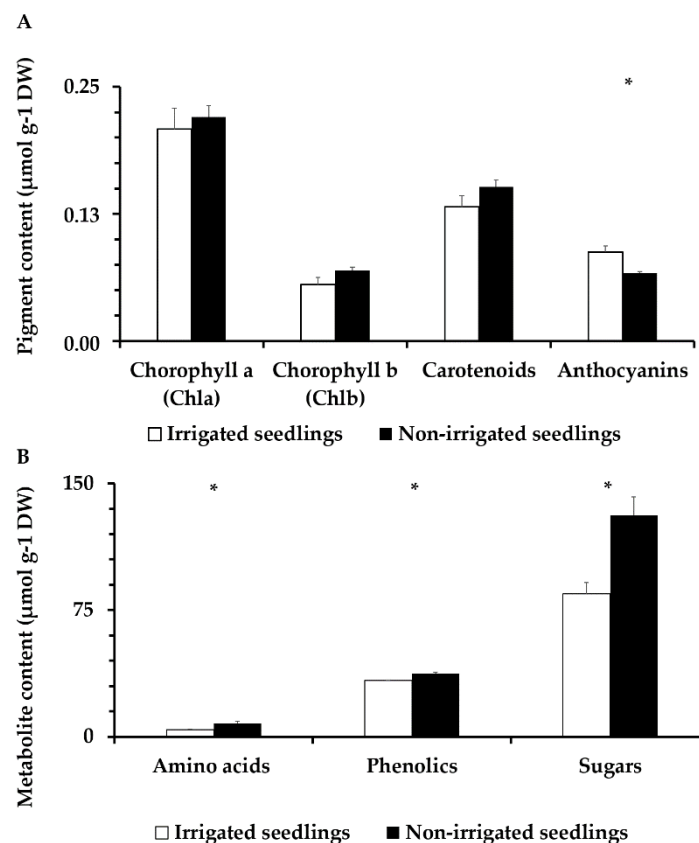 A
Pigment content (µmol g-1 DW)
*
0.25
0.13
0.00
Chorophyll a
(Chla)
Chorophyll b
(Chlb)
Carotenoids
Anthocyanins
Irrigated seedlings
Non-irrigated seedlings
B
Metabolite content (µmol g-1 DW)
150
* * *
75
0
Amino acids
Phenolics
Sugars
Irrigated seedlings
Non-irrigated seedlings